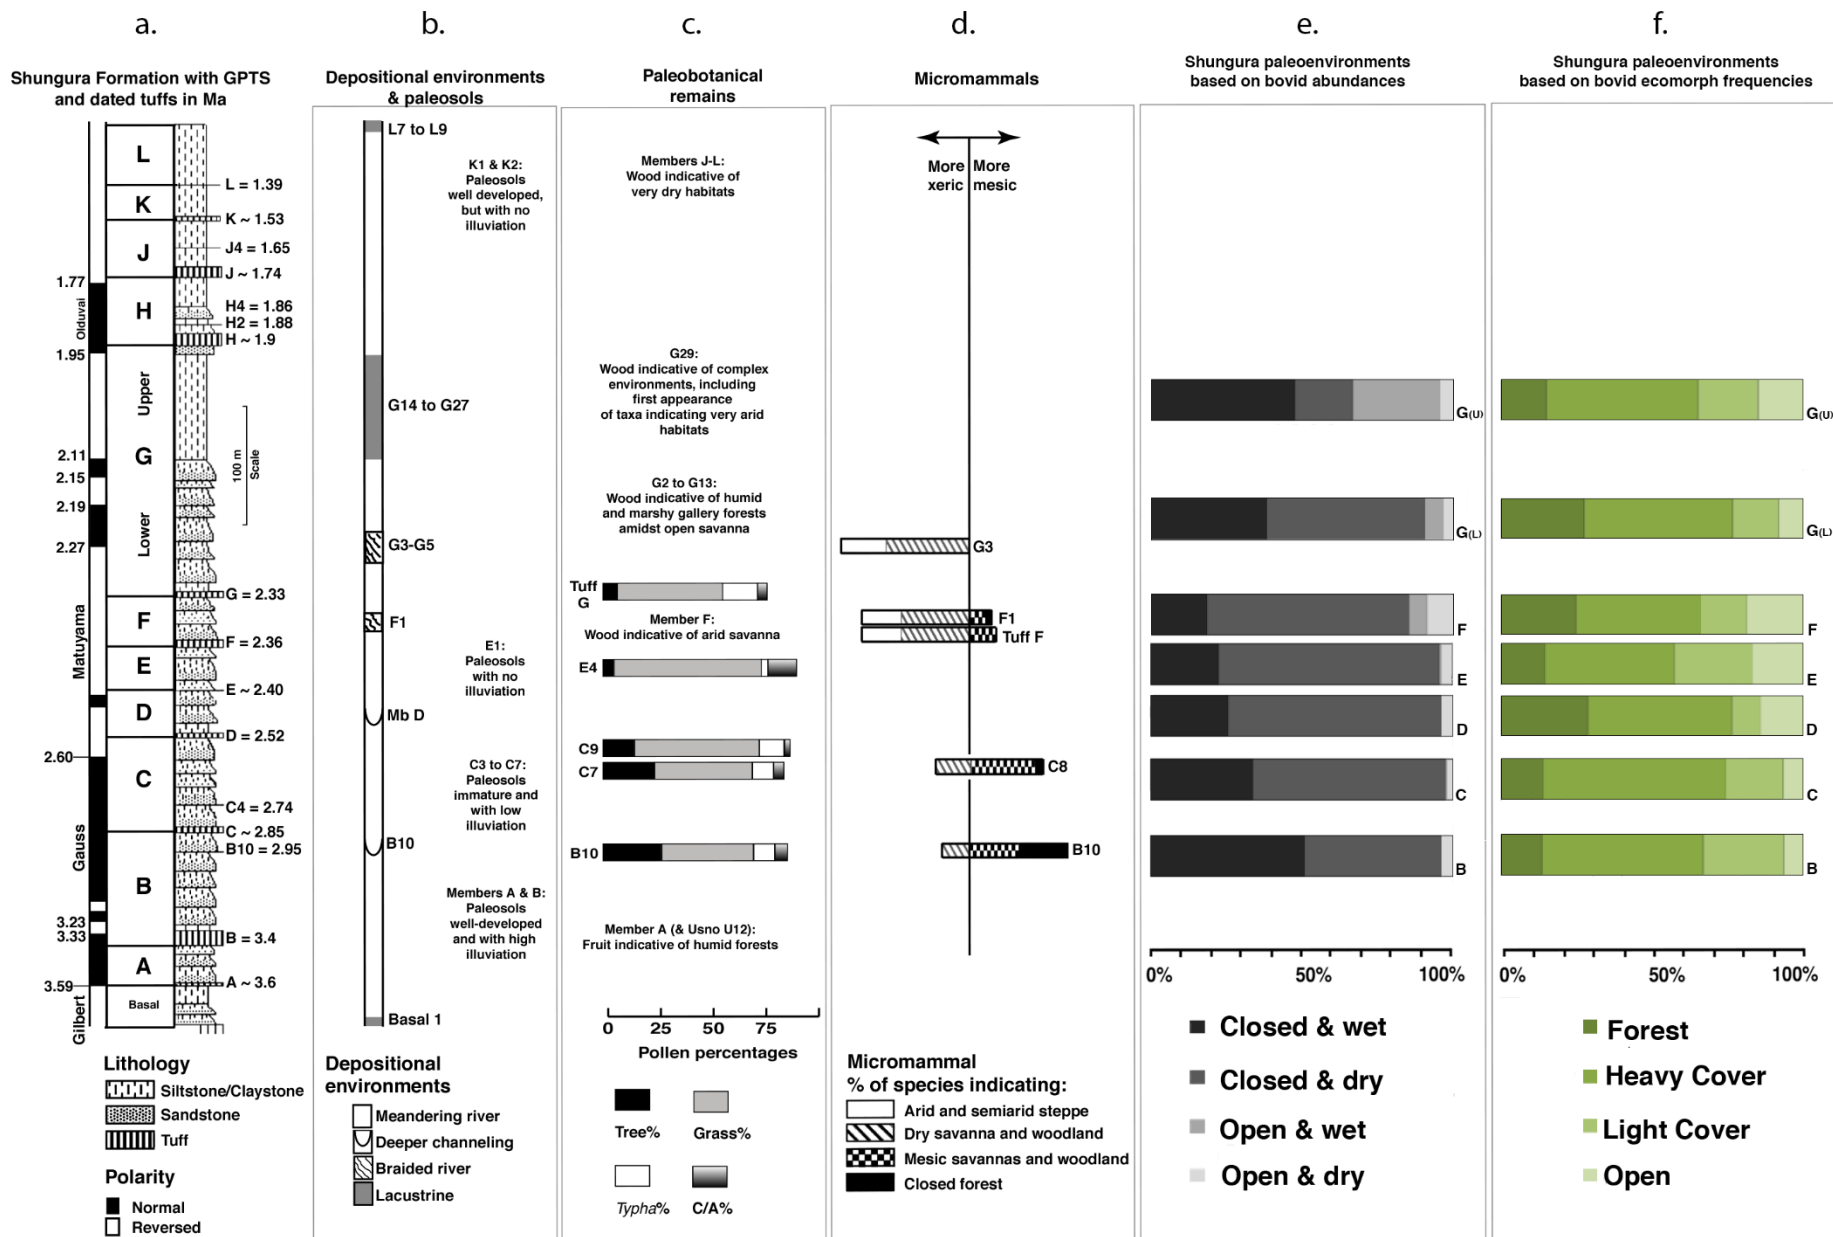 a.
Shungura Formation with GPTS
and dated tuffs in Ma
L
K
J
H
Upper
G
Lower
F
E
D
C
B
A
Basal
L = 1.39
K ~ 1.53
J4 = 1.65
J ~ 1.74
H4 = 1.86
H2 = 1.88
H ~ 1.9
G = 2.33
F = 2.36
E ~ 2.40
D = 2.52
C4 = 2.74
C ~ 2.85
B10 = 2.95
B = 3.4
A ~ 3.6
1.77
Olduvai
1.95
2.11
2.15
2.19
2.27
Matuyama
2.60
Gauss
3.23
3.33
3.59
Gilbert
100 m
Scale
Lithology
Siltstone/Claystone
Sandstone
Tuff
Polarity
Normal
Reversed
b.
Depositional environments
& paleosols
L7 to L9
K1 & K2:
Paleosols
well developed,
but with no
illuviation
G14 to G27
G3-G5
F1
E1:
Paleosols
with no
illuviation
Mb D
C3 to C7:
Paleosols
immature and
with low
illuviation
B10
Members A & B:
Paleosols
well-developed
and with high
illuviation
Basal 1
Depositional
environments
Meandering river
Deeper channeling
Braided river
Lacustrine
c.
Paleobotanical
remains
Members J-L:
Wood indicative of
very dry habitats
G29:
Wood indicative of complex
environments, including
first appearance
of taxa indicating very arid
habitats
G2 to G13:
Wood indicative of humid
and marshy gallery forests
amidst open savanna
Tuff
G
Member F:
Wood indicative of arid savanna
E4
C9
C7
B10
Member A (& Usno U12):
Fruit indicative of humid forests
0 25 50 75
Pollen percentages
Tree% Grass%
Typha% C/A%
d.
Micromammals
More More
xeric mesic
G3
F1
Tuff F
C8
B10
Micromammal
% of species indicating:
Arid and semiarid steppe
Dry savanna and woodland
Mesic savannas and woodland
Closed forest
e.
Shungura paleoenvironments
based on bovid abundances
G(U)
G(L)
F
E
D
C
B
0% 50% 100%
Closed & wet
Closed & dry
Open & wet
Open & dry
f.
Shungura paleoenvironments
based on bovid ecomorph frequencies
G(U)
G(L)
F
E
D
C
B
0% 50% 100%
Forest
Heavy Cover
Light Cover
Open